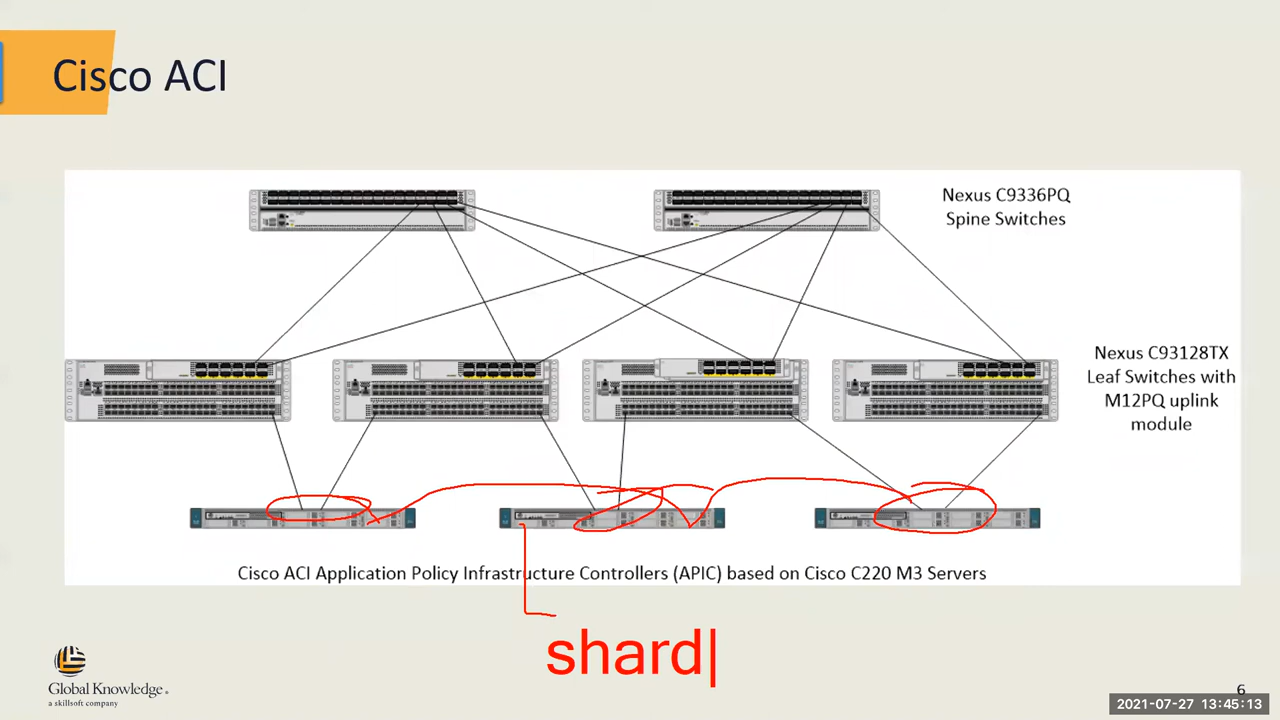 Cisco ACI
Nexus C9336PQ
Spine Switches
Nexus C93128TX
Leaf Switches with
M12PQ uplink
module
Cisco ACI Application Policy Infrastructure Controllers (APIC) based on Cisco C220 M3 Servers
shard
Global Knowledge®
a skillsoft company
6
2021-07-27 13:45:13